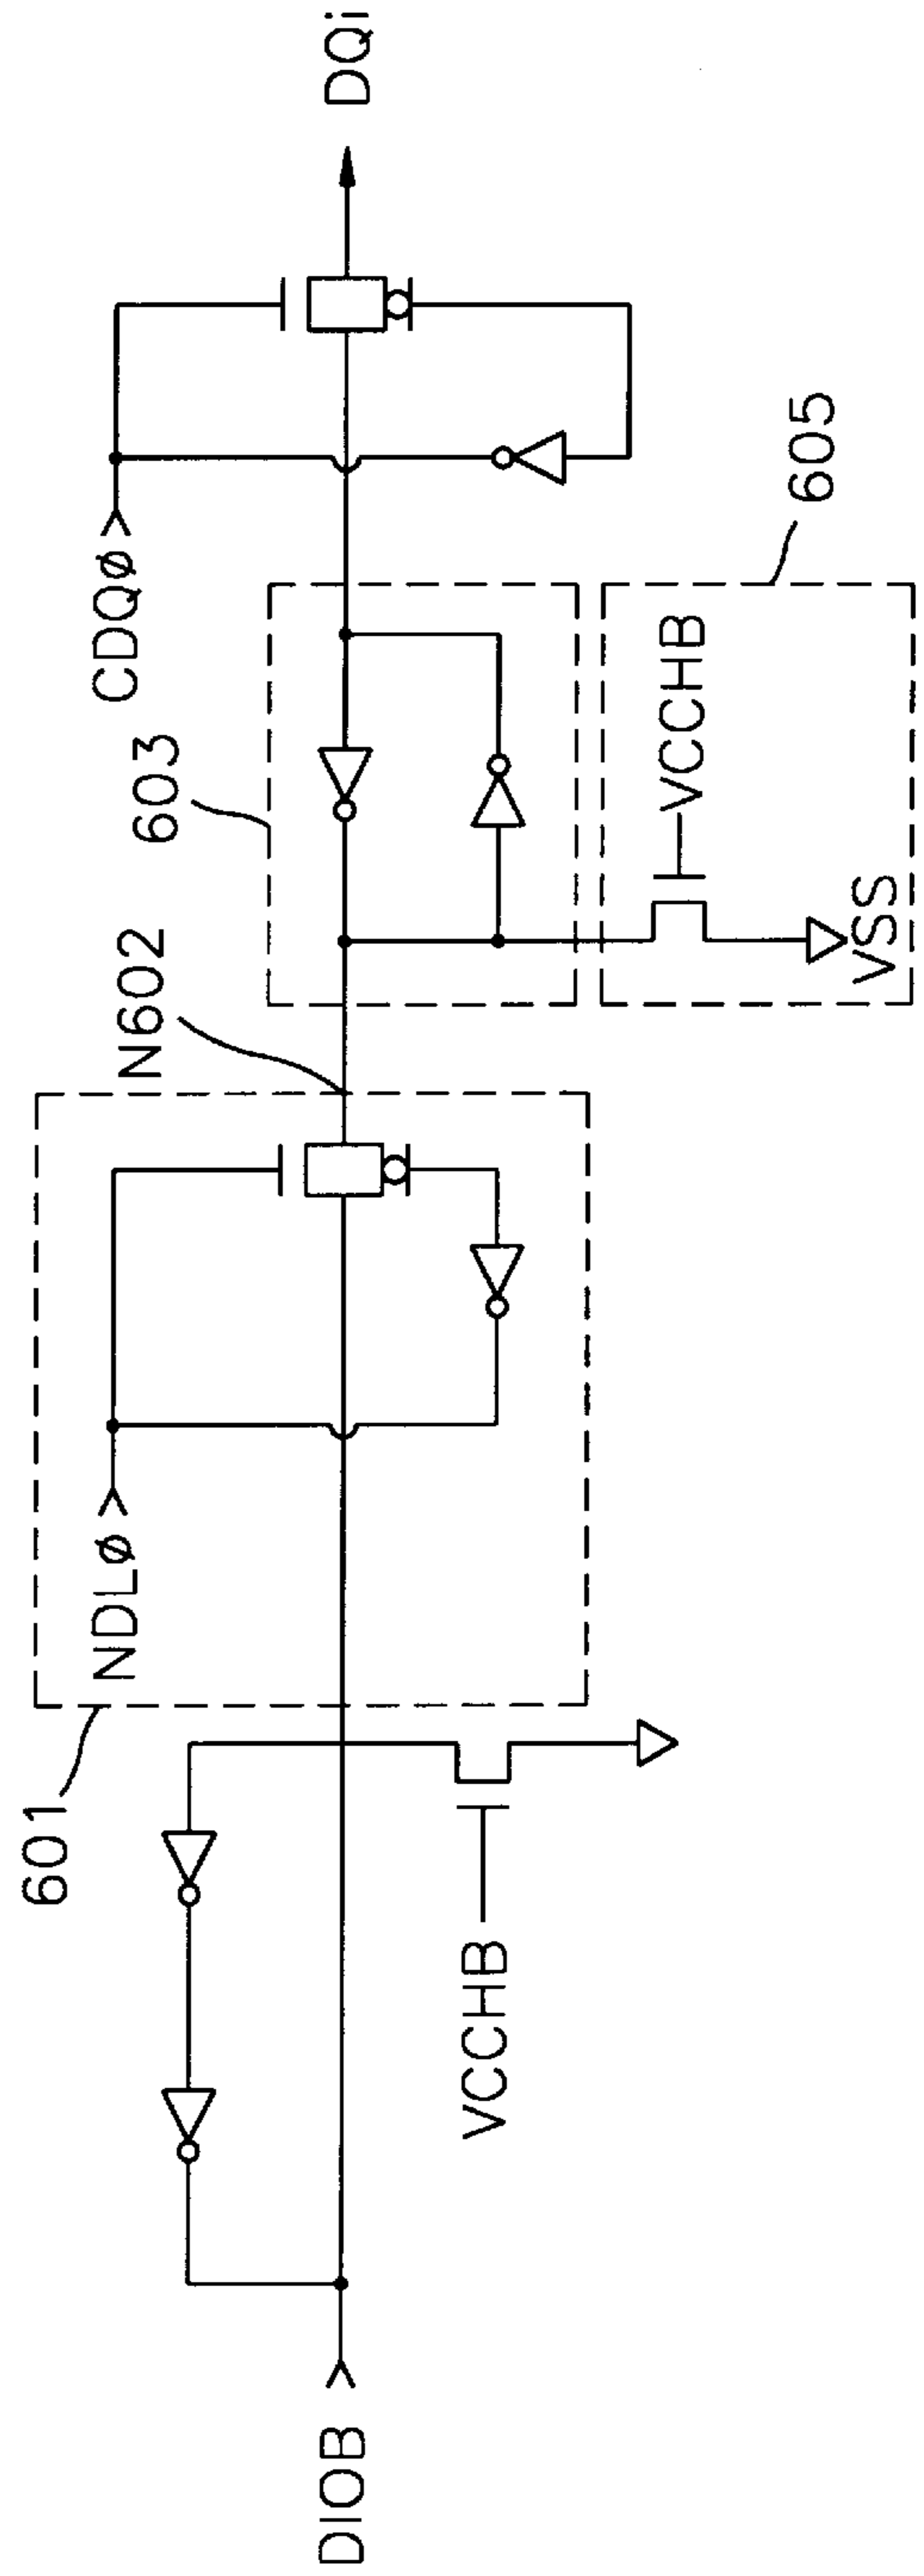 601
NDLø
N602
603
CDQø
DIOB
DQi
VCCHB
VCCHB
VSS
605